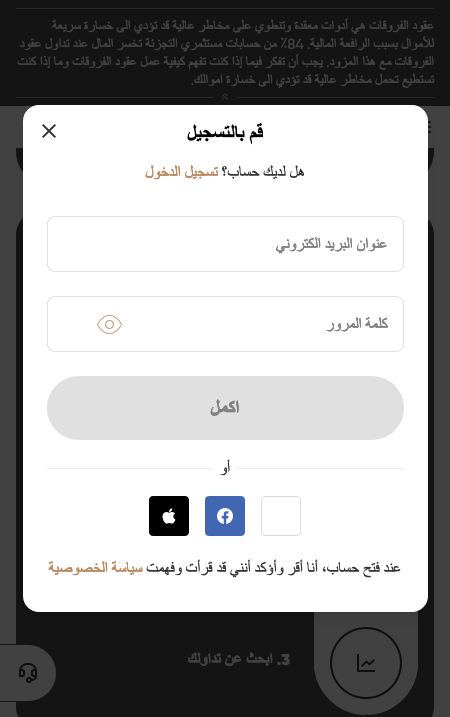 عقود الفروقات هي أدوات معقدة وتنطوي على مخاطر عالية قد تؤدي الى خسارة سريعة
للأموال بسبب الرافعة المالية. 84٪ من حسابات مستثمري التجزئة تخسر المال عند تداول عقود
الفروقات مع هذا المزود. يجب أن تفكر فيما إذا كنت تفهم كيفية عمل عقود الفروقات وما إذا كنت
تستطيع تحمل مخاطر عالية قد تؤدي الى خسارة اموالك.
قم بالتسجيل
هل لديك حساب؟ تسجيل الدخول
عنوان البريد الكتروني
كلمة المرور
اكمل
أو
عند فتح حساب، أنا أقر وأؤكد أنني قد قرأت وفهمت سياسة الخصوصية
3. ابحث عن تداولك